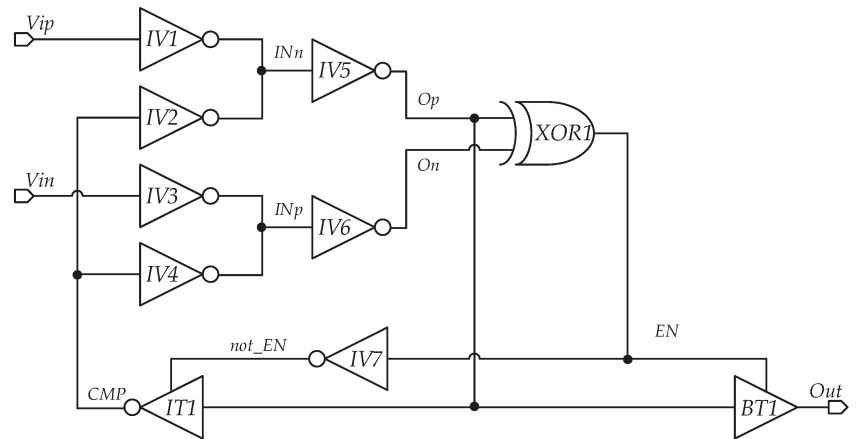 Vip
IV1
INn
IV5
IV2
Op
XOR1
Vin
IV3
On
INp
IV6
IV4
not_EN
EN
IV7
CMP
IT1
BT1
Out